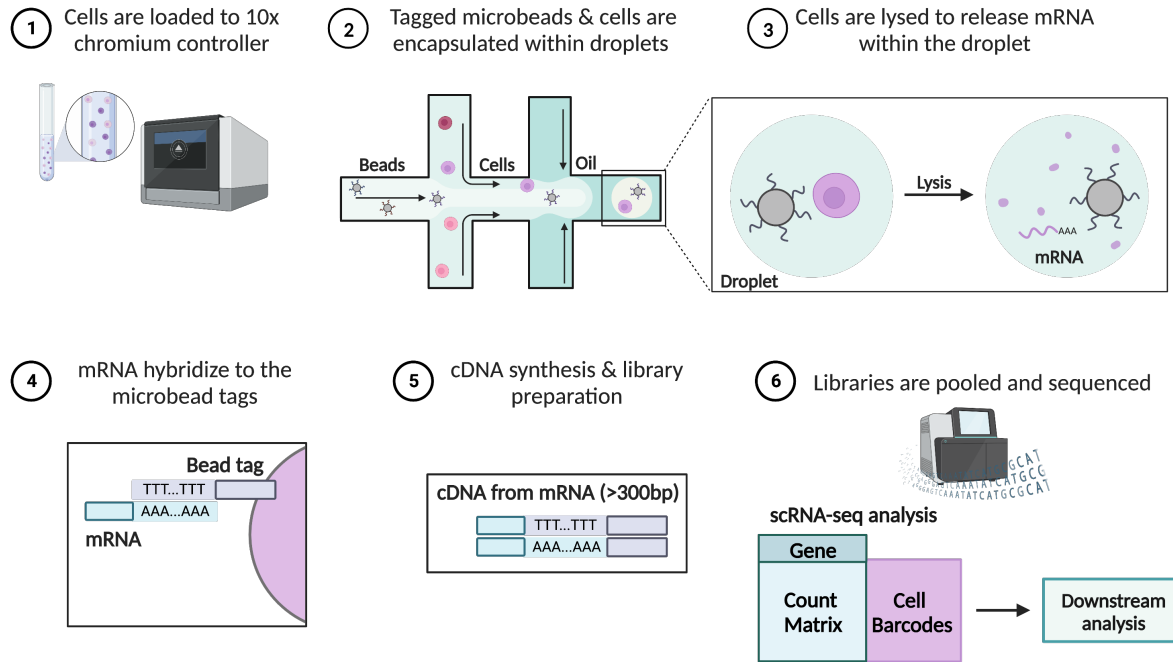 1
Cells are loaded to 10x
chromium controller
2
Tagged microbeads & cells are
encapsulated within droplets
3
Cells are lysed to release mRNA
within the droplet
Beads
Cells
Oil
Lysis
AAA
mRNA
Droplet
4
mRNA hybridize to the
microbead tags
Bead tag
TTT...TTT
AAA...AAA
mRNA
5
cDNA synthesis & library
preparation
cDNA from mRNA (>300bp)
TTT...TTT
AAA...AAA
6
Libraries are pooled and sequenced
scRNA-seq analysis
Gene
Count
Matrix
Cell
Barcodes
Downstream
analysis